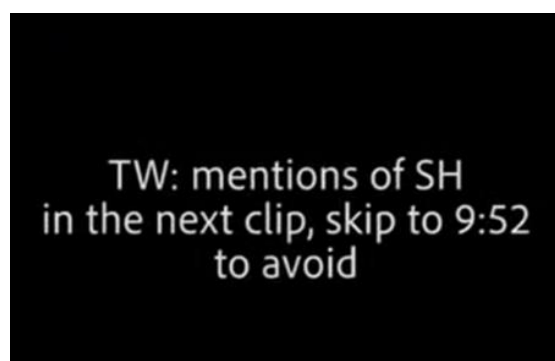 TW: mentions of SH
in the next clip, skip to 9:52
to avoid